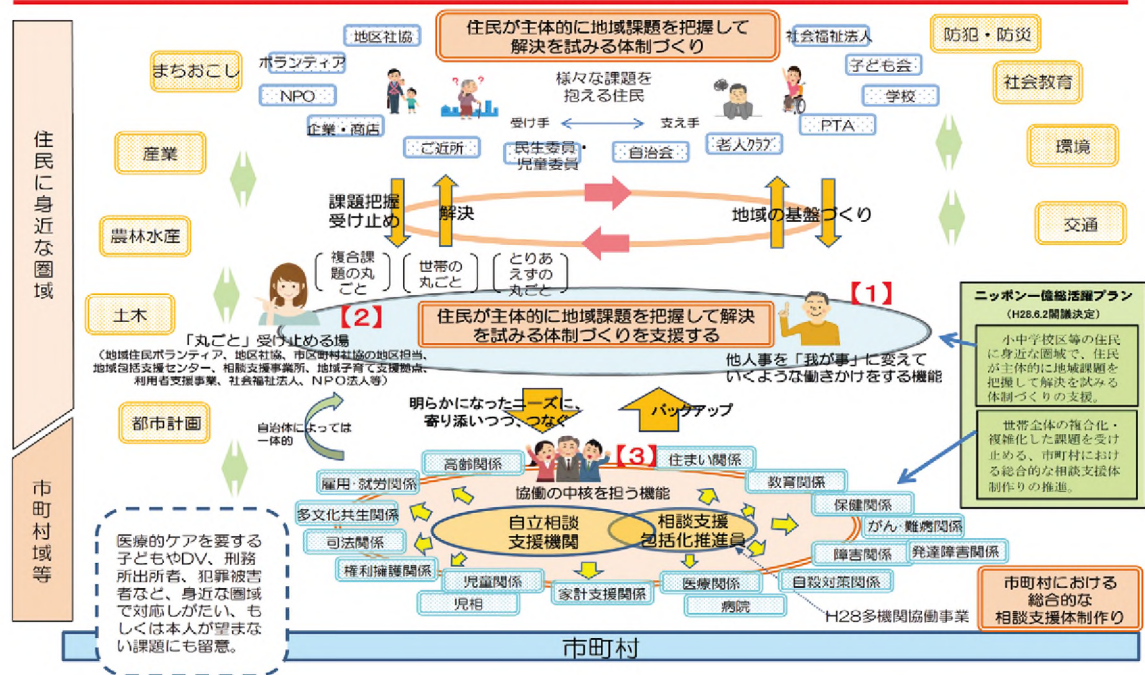 住民が主体的に地域課題を把握して
解決を試みる体制づくり
地区社協
ボランティア
NPO
企業・商店
ご近所
様々な課題を
抱える住民
受け手
支え手
民生委員・
児童委員
自治会
老人クラブ
社会福祉法人
子ども会
学校
PTA
まちおこし
産業
農林水産
土木
都市計画
防犯・防災
社会教育
環境
交通
住民に身近な圏域
市町村域等
課題把握
受け止め
解決
地域の基盤づくり
複合課
題の丸
ごと
世帯の
丸ごと
とりあ
えずの
丸ごと
【2】
住民が主体的に地域課題を把握して解決
を試みる体制づくりを支援する
【1】
「丸ごと」受け止める場
（地域住民ボランティア、地区社協、市区町村社協の地区担当、
地域包括支援センター、相談支援事業所、地域子育て支援拠点、
利用者支援事業、社会福祉法人、NPO法人等）
他人事を「我が事」に変えて
いくような働きかけをする機能
ニッポン一億総活躍プラン
（H28.6.2閣議決定）
小中学校区等の住民
に身近な圏域で、住民
が主体的に地域課題を
把握して解決を試みる
体制づくりの支援。
世帯全体の複合化・
複雑化した課題を受け
止める、市町村におけ
る総合的な相談支援体
制作りの推進。
明らかになったニーズに、
寄り添いつつ、つなぐ
バックアップ
自治体によっては
一体的
【3】
協働の中核を担う機能
自立相談
支援機関
相談支援
包括化推進員
高齢関係
雇用・就労関係
多文化共生関係
司法関係
権利擁護関係
児童関係
児相
家計支援関係
医療関係
病院
住まい関係
教育関係
保健関係
がん・難病関係
障害関係
発達障害関係
自殺対策関係
H28多機関協働事業
市町村における
総合的な
相談支援体制作り
医療的ケアを要する
子どもやDV、刑務
所出所者、犯罪被害
者など、身近な圏域
で対応しがたい、も
しくは本人が望まな
い課題にも留意。
市町村